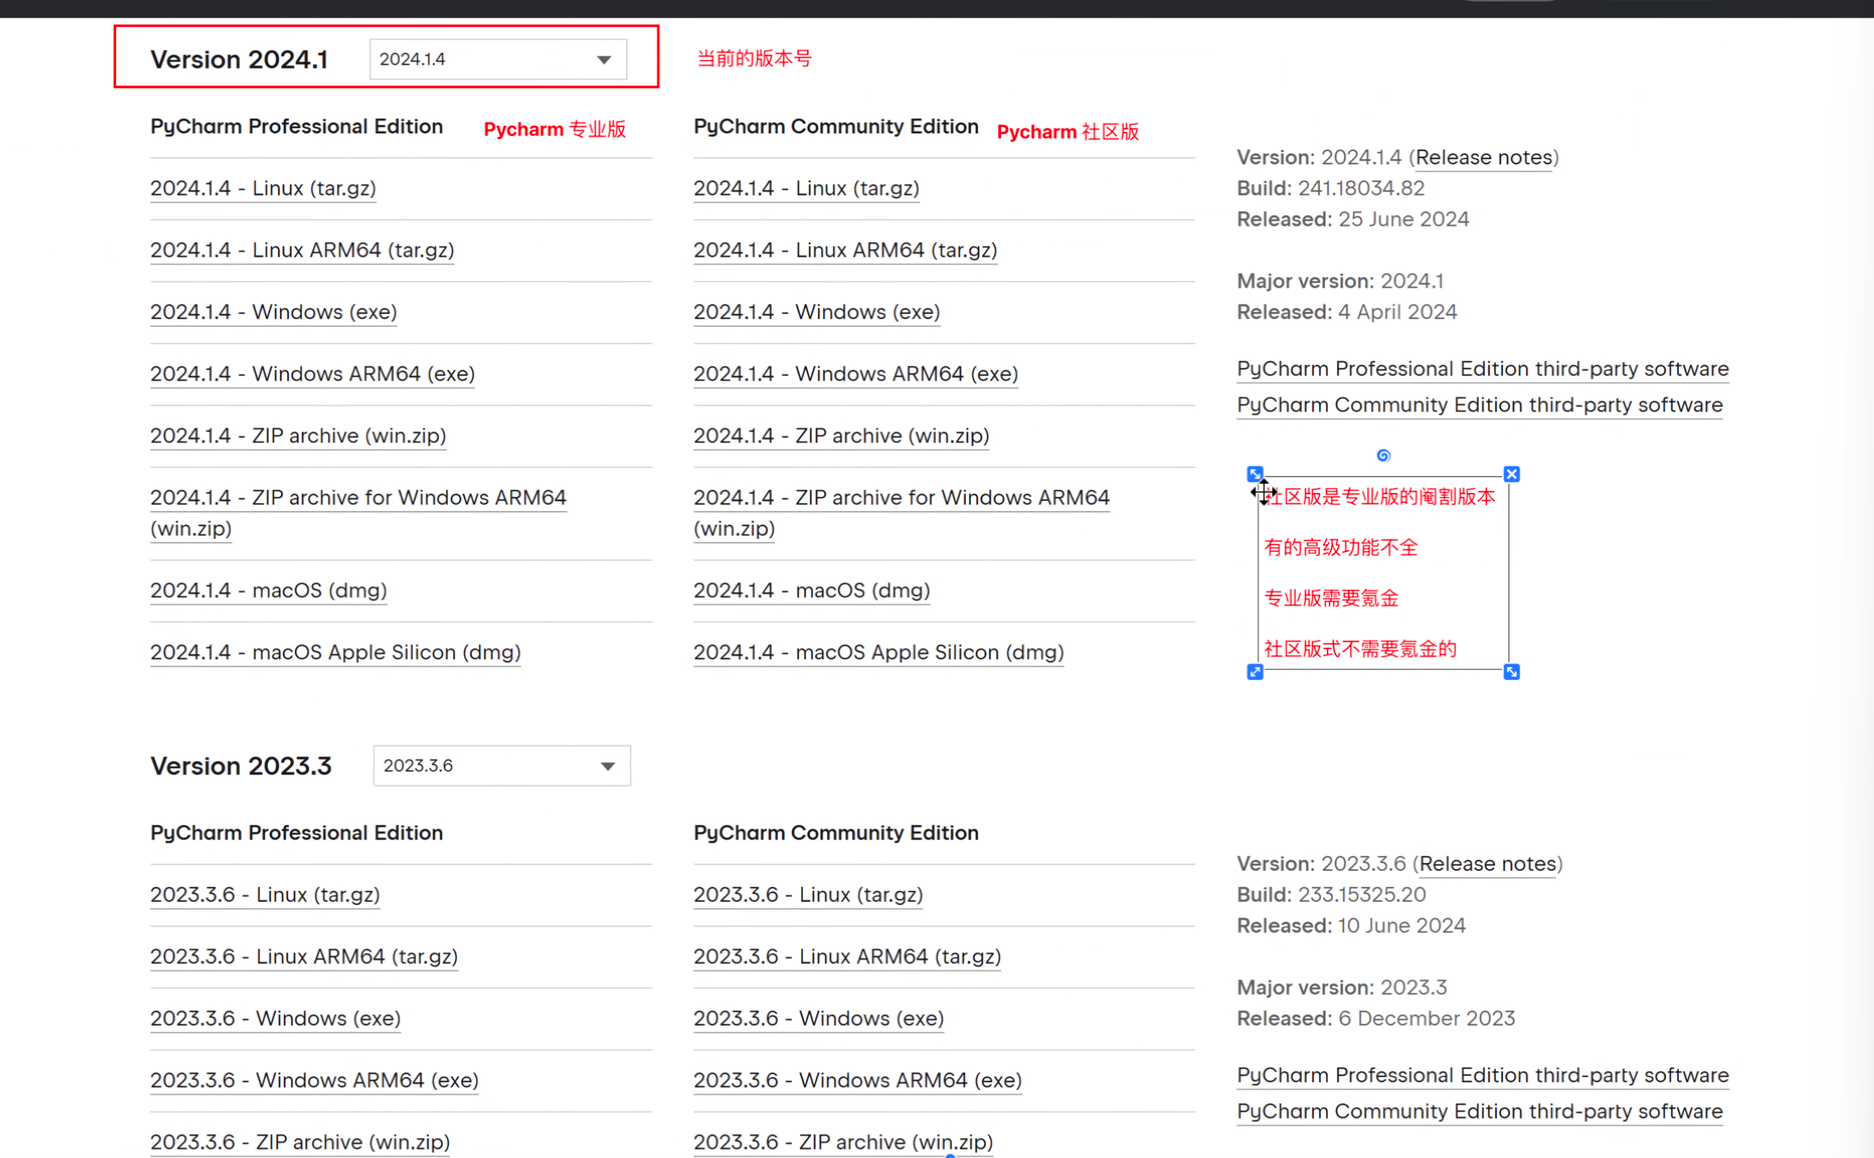 Version 2024.1
2024.1.4
当前的版本号
PyCharm Professional Edition
Pycharm 专业版
PyCharm Community Edition
Pycharm 社区版
2024.1.4 - Linux (tar.gz)
2024.1.4 - Linux ARM64 (tar.gz)
2024.1.4 - Windows (exe)
2024.1.4 - Windows ARM64 (exe)
2024.1.4 - ZIP archive (win.zip)
2024.1.4 - ZIP archive for Windows ARM64
(win.zip)
2024.1.4 - macOS (dmg)
2024.1.4 - macOS Apple Silicon (dmg)
2024.1.4 - Linux (tar.gz)
2024.1.4 - Linux ARM64 (tar.gz)
2024.1.4 - Windows (exe)
2024.1.4 - Windows ARM64 (exe)
2024.1.4 - ZIP archive (win.zip)
2024.1.4 - ZIP archive for Windows ARM64
(win.zip)
2024.1.4 - macOS (dmg)
2024.1.4 - macOS Apple Silicon (dmg)
Version: 2024.1.4 (Release notes)
Build: 241.18034.82
Released: 25 June 2024
Major version: 2024.1
Released: 4 April 2024
PyCharm Professional Edition third-party software
PyCharm Community Edition third-party software
社区版是专业版的阉割版本
有的高级功能不全
专业版需要氪金
社区版式不需要氪金的
Version 2023.3
2023.3.6
PyCharm Professional Edition
PyCharm Community Edition
2023.3.6 - Linux (tar.gz)
2023.3.6 - Linux ARM64 (tar.gz)
2023.3.6 - Windows (exe)
2023.3.6 - Windows ARM64 (exe)
2023.3.6 - ZIP archive (win.zip)
2023.3.6 - Linux (tar.gz)
2023.3.6 - Linux ARM64 (tar.gz)
2023.3.6 - Windows (exe)
2023.3.6 - Windows ARM64 (exe)
2023.3.6 - ZIP archive (win.zip)
Version: 2023.3.6 (Release notes)
Build: 233.15325.20
Released: 10 June 2024
Major version: 2023.3
Released: 6 December 2023
PyCharm Professional Edition third-party software
PyCharm Community Edition third-party software